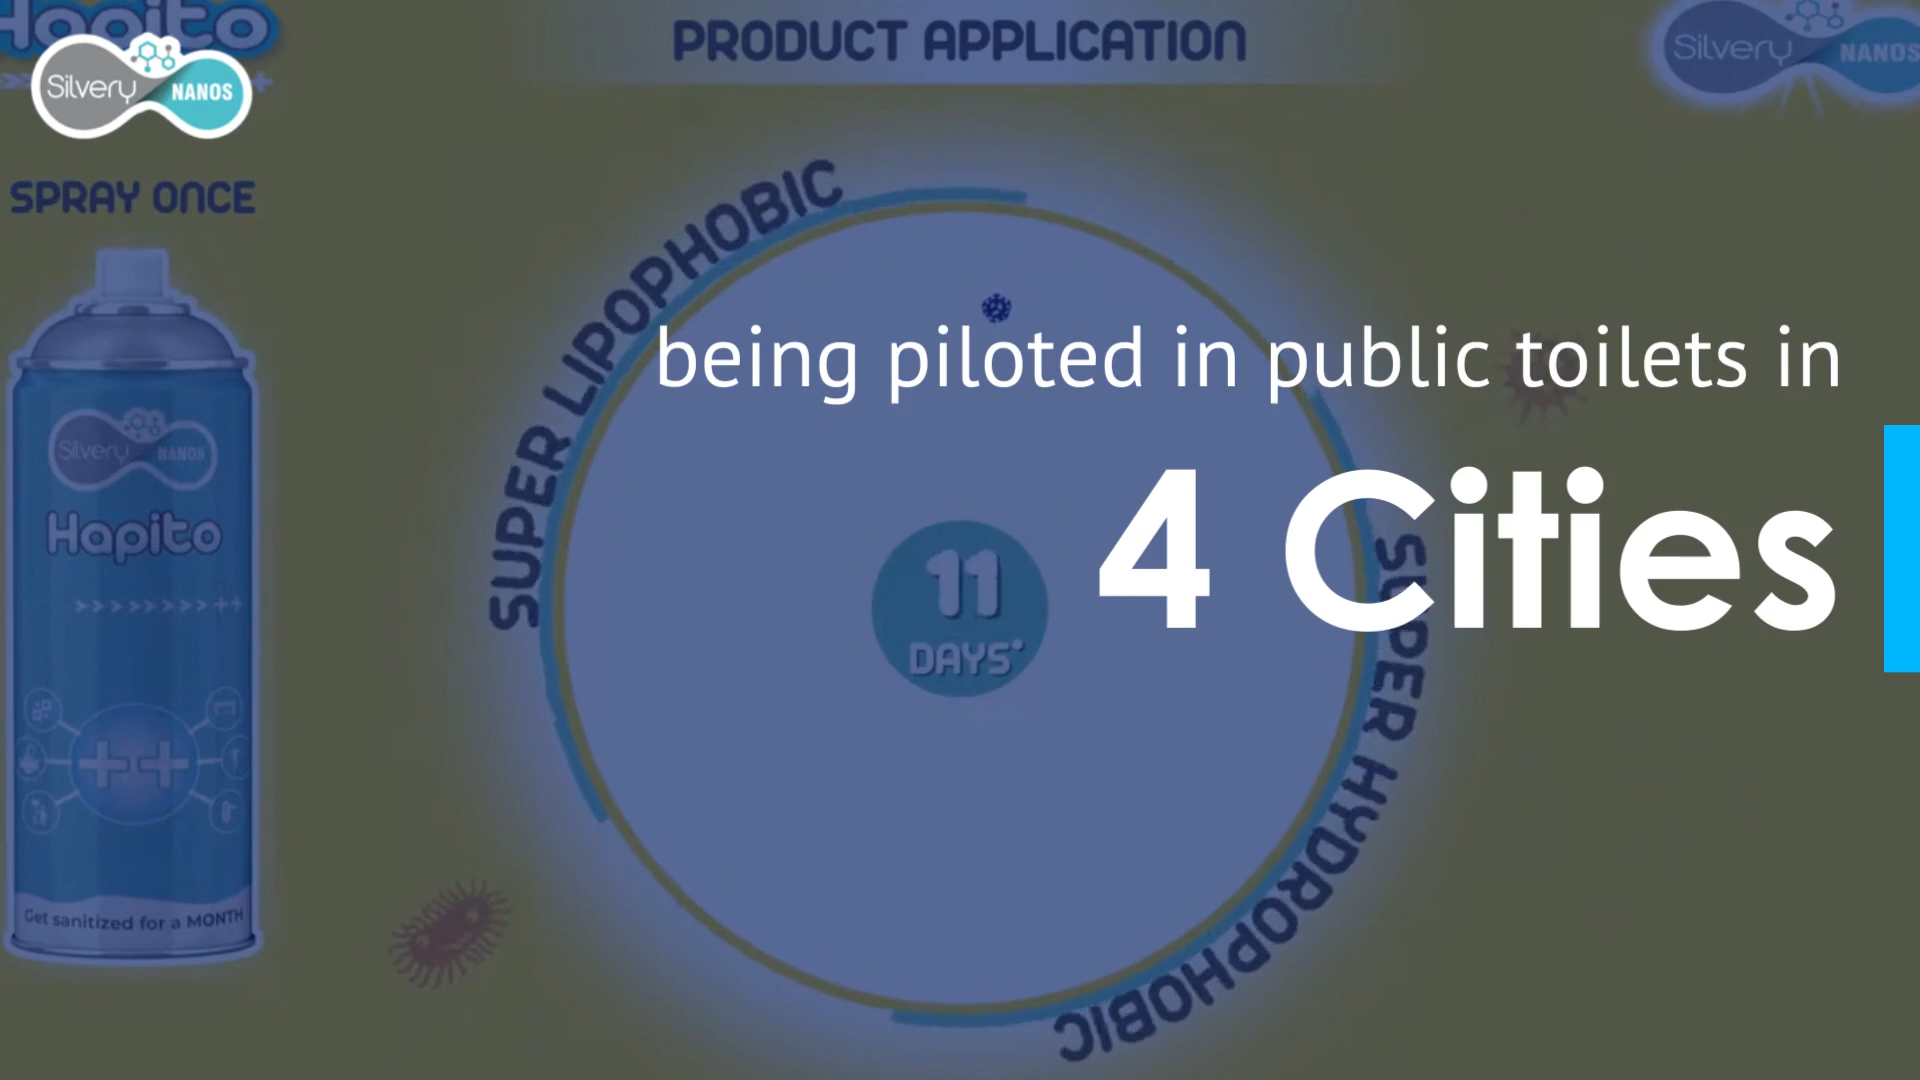 Hapito
Silvery NANOS
PRODUCT APPLICATION
Silvery NANOS
SPRAY ONCE
SUPER LIPOPHOBIC
being piloted in public toilets in
4 Cities
11
DAYS*
SUPER HYDROPHOBIC
Silvery NANOS
Hapito
>>>>>>>>>++
++
Get sanitized for a MONTH